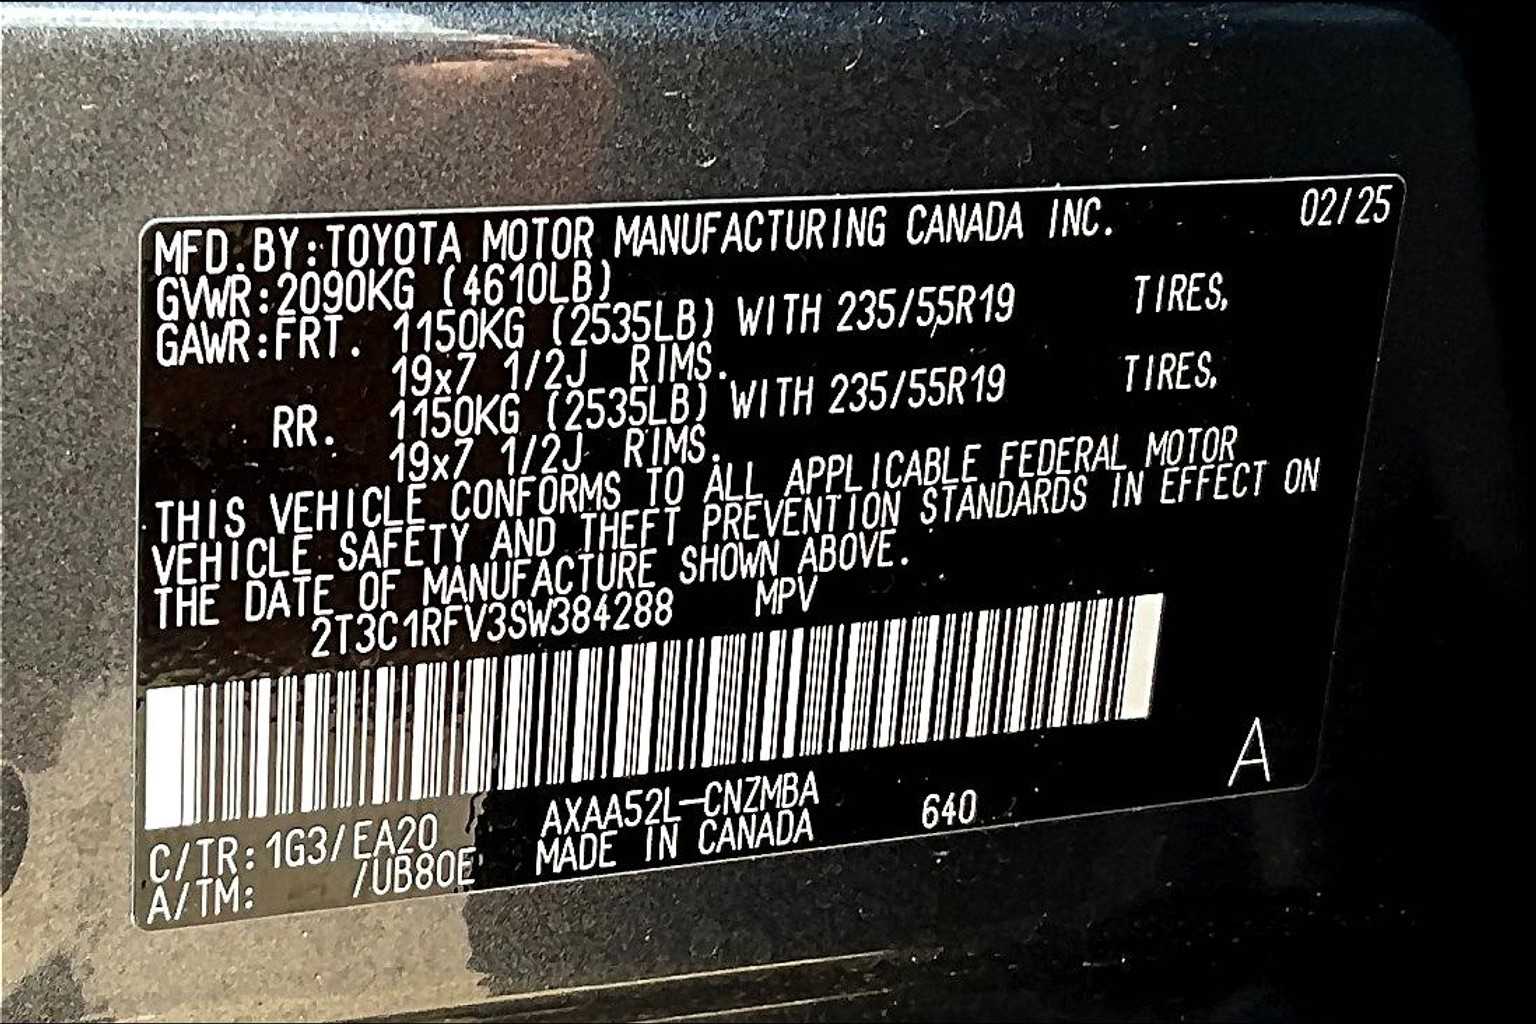 MFD.BY:TOYOTA MOTOR MANUFACTURING CANADA INC. 02/25
GVWR:2090KG (4610LB)
GAWR:FRT. 1150KG (2535LB) WITH 235/55R19 TIRES,
19x7 1/2J RIMS.
RR. 1150KG (2535LB) WITH 235/55R19 TIRES,
19x7 1/2J RIMS.
THIS VEHICLE CONFORMS TO ALL APPLICABLE FEDERAL MOTOR
VEHICLE SAFETY AND THEFT PREVENTION STANDARDS IN EFFECT ON
THE DATE OF MANUFACTURE SHOWN ABOVE.
2T3C1RFV3SW384288 MPV
A
C/TR:1G3/EA20 AXAA52L-CNZMBA 640
A/TM: /UB80E MADE IN CANADA